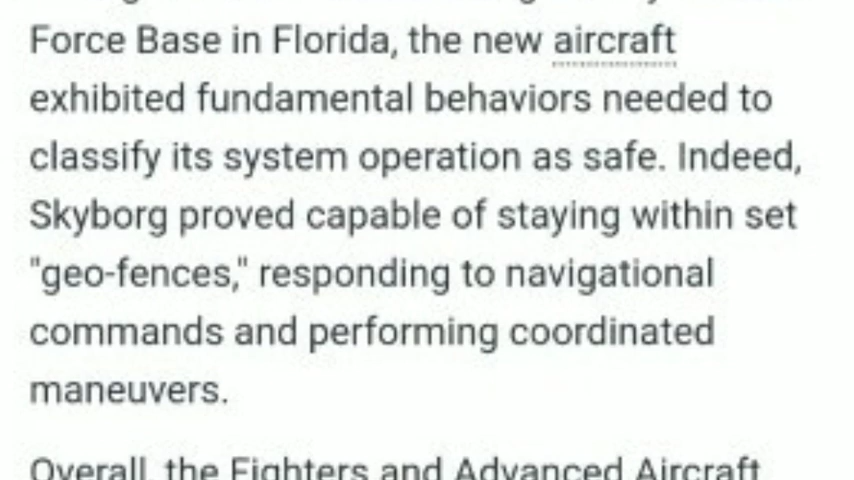 Force Base in Florida, the new aircraft
exhibited fundamental behaviors needed to
classify its system operation as safe. Indeed,
Skyborg proved capable of staying within set
"geo-fences," responding to navigational
commands and performing coordinated
maneuvers.
Overall, the Fighters and Advanced Aircraft